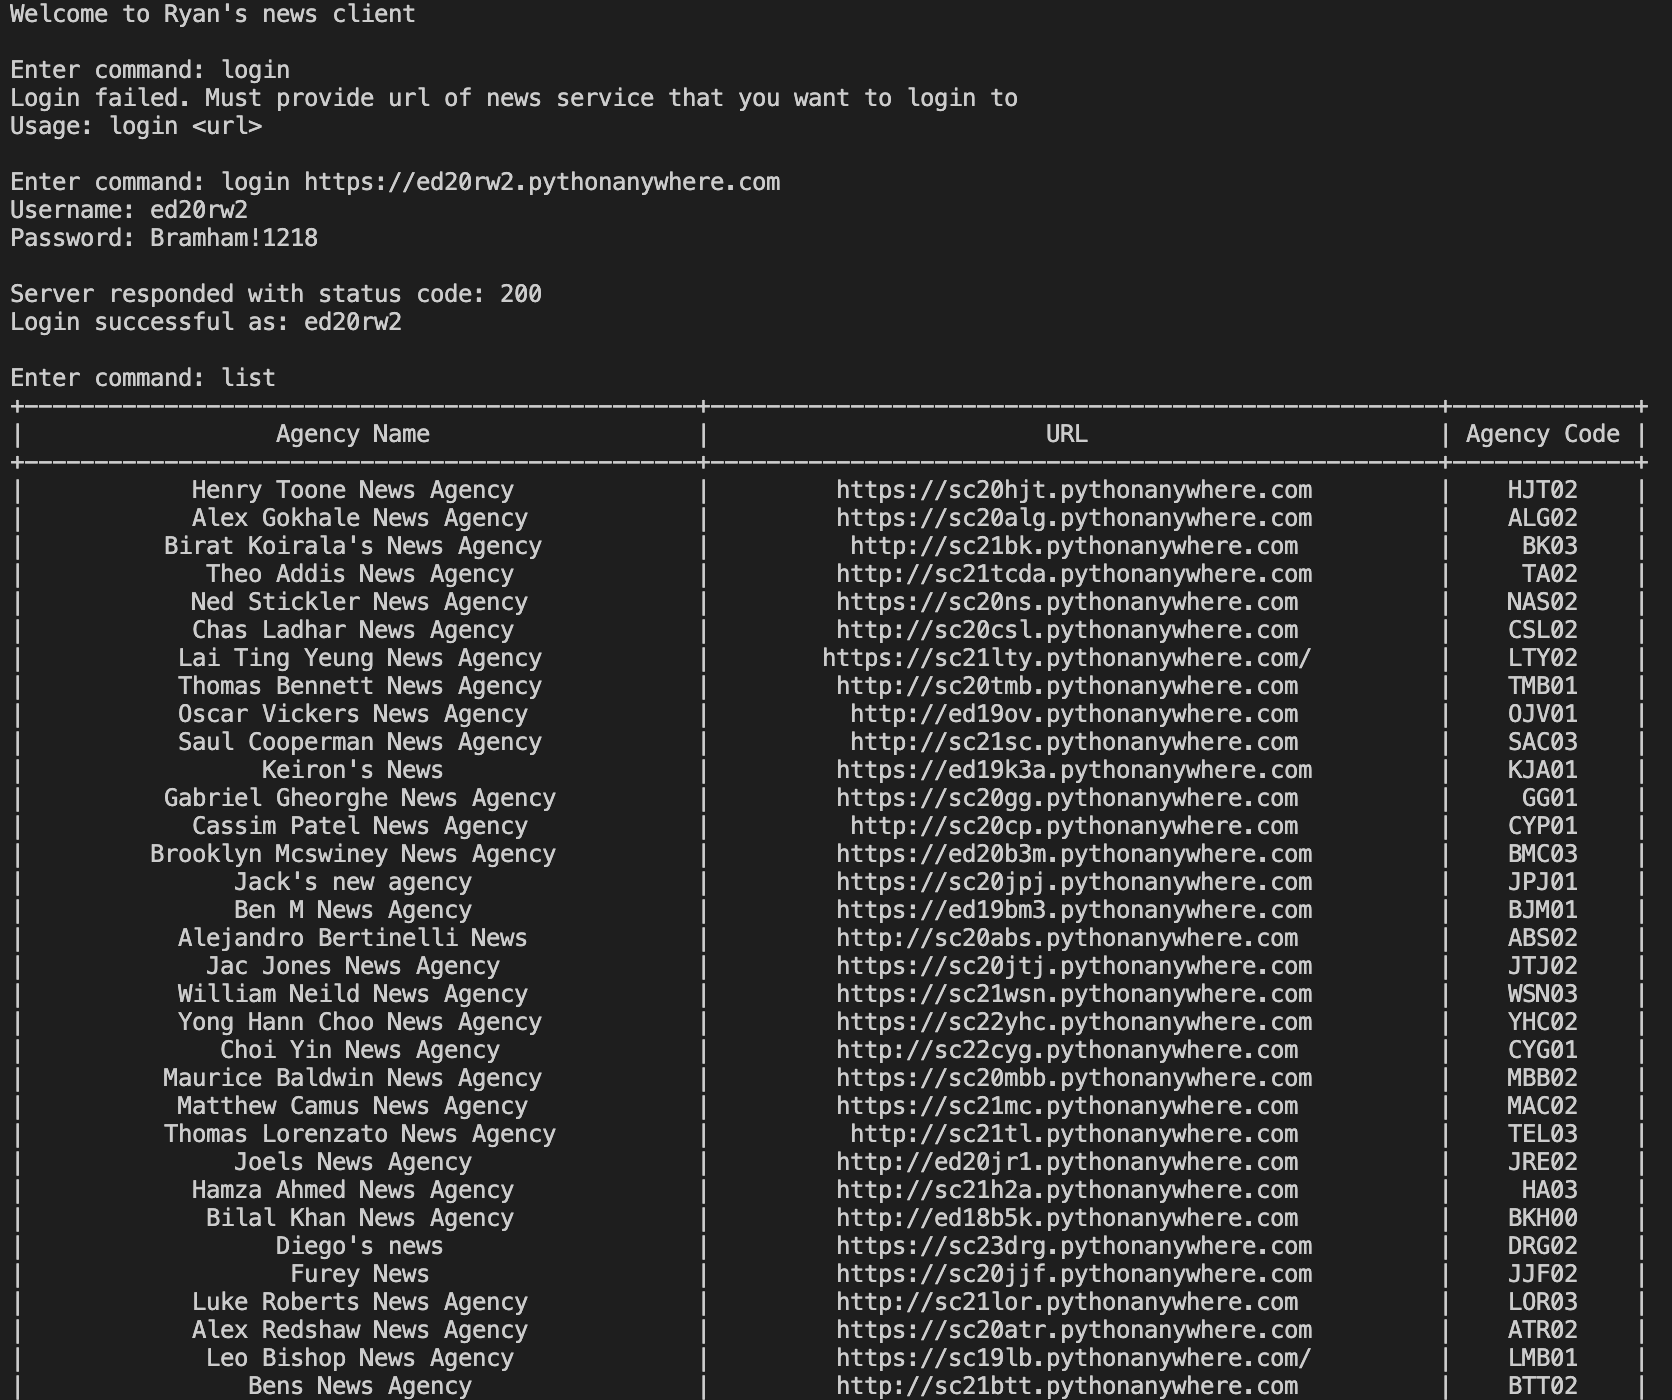 Welcome to Ryan's news client
Enter command: login
Login failed. Must provide url of news service that you want to login to
Usage: login <url>
Enter command: login https://ed20rw2.pythonanywhere.com
Username: ed20rw2
Password: Bramham!1218
Server responded with status code: 200
Login successful as: ed20rw2
Enter command: list
| Agency Name | URL | Agency Code |
| Henry Toone News Agency | https://sc20hjt.pythonanywhere.com | HJT02 |
| Alex Gokhale News Agency | https://sc20alg.pythonanywhere.com | ALG02 |
| Birat Koirala's News Agency | http://sc21bk.pythonanywhere.com | BK03 |
| Theo Addis News Agency | http://sc21tcda.pythonanywhere.com | TA02 |
| Ned Stickler News Agency | https://sc20ns.pythonanywhere.com | NAS02 |
| Chas Ladhar News Agency | http://sc20csl.pythonanywhere.com | CSL02 |
| Lai Ting Yeung News Agency | https://sc21lty.pythonanywhere.com/ | LTY02 |
| Thomas Bennett News Agency | http://sc20tmb.pythonanywhere.com | TMB01 |
| Oscar Vickers News Agency | http://ed19ov.pythonanywhere.com | OJV01 |
| Saul Cooperman News Agency | http://sc21sc.pythonanywhere.com | SAC03 |
| Keiron's News | https://ed19k3a.pythonanywhere.com | KJA01 |
| Gabriel Gheorghe News Agency | https://sc20gg.pythonanywhere.com | GG01 |
| Cassim Patel News Agency | http://sc20cp.pythonanywhere.com | CYP01 |
| Brooklyn Mcswiney News Agency | https://ed20b3m.pythonanywhere.com | BMC03 |
| Jack's new agency | https://sc20jpj.pythonanywhere.com | JPJ01 |
| Ben M News Agency | https://ed19bm3.pythonanywhere.com | BJM01 |
| Alejandro Bertinelli News | http://sc20abs.pythonanywhere.com | ABS02 |
| Jac Jones News Agency | https://sc20jtj.pythonanywhere.com | JTJ02 |
| William Neild News Agency | https://sc21wsn.pythonanywhere.com | WSN03 |
| Yong Hann Choo News Agency | https://sc22yhc.pythonanywhere.com | YHC02 |
| Choi Yin News Agency | http://sc22cyg.pythonanywhere.com | CYG01 |
| Maurice Baldwin News Agency | https://sc20mbb.pythonanywhere.com | MBB02 |
| Matthew Camus News Agency | https://sc21mc.pythonanywhere.com | MAC02 |
| Thomas Lorenzato News Agency | http://sc21tl.pythonanywhere.com | TEL03 |
| Joels News Agency | http://ed20jr1.pythonanywhere.com | JRE02 |
| Hamza Ahmed News Agency | http://sc21h2a.pythonanywhere.com | HA03 |
| Bilal Khan News Agency | http://ed18b5k.pythonanywhere.com | BKH00 |
| Diego's news | https://sc23drg.pythonanywhere.com | DRG02 |
| Furey News | https://sc20jjf.pythonanywhere.com | JJF02 |
| Luke Roberts News Agency | http://sc21lor.pythonanywhere.com | LOR03 |
| Alex Redshaw News Agency | https://sc20atr.pythonanywhere.com | ATR02 |
| Leo Bishop News Agency | https://sc19lb.pythonanywhere.com/ | LMB01 |
| Bens News Agency | http://sc21btt.pythonanywhere.com | BTT02 |